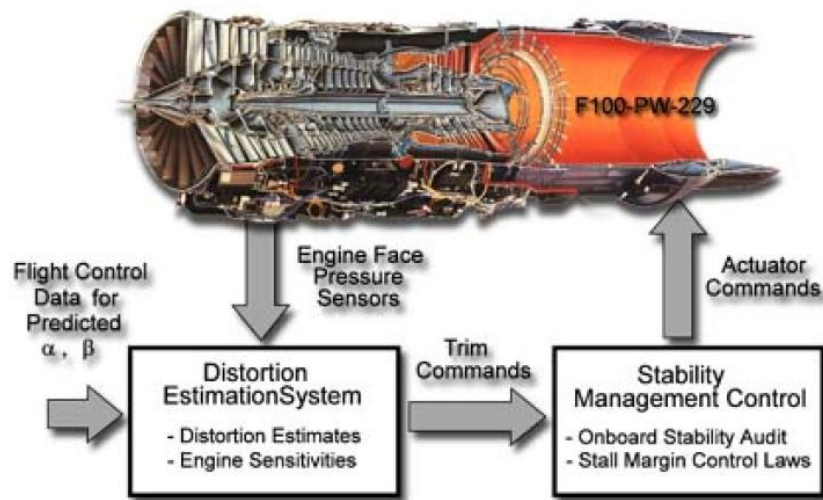 F100-PW-229
Engine Face
Pressure
Sensors
Flight Control
Data for
Predicted
α , β
Actuator
Commands
Distortion
EstimationSystem
- Distortion Estimates
- Engine Sensitivities
Trim
Commands
Stability
Management Control
- Onboard Stability Audit
- Stall Margin Control Laws